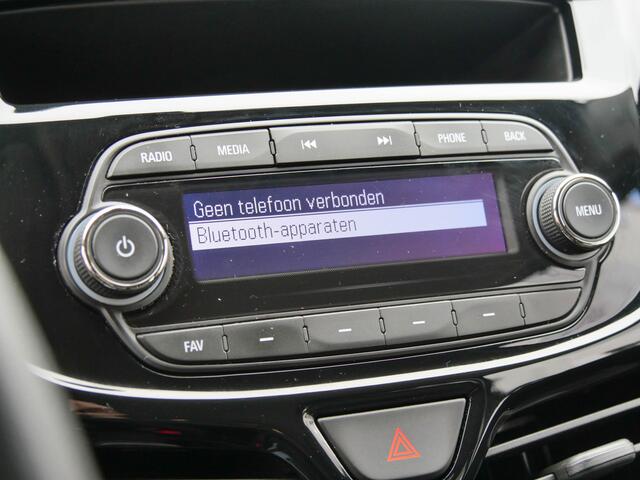 RADIO MEDIA PHONE BACK
Geen telefoon verbonden
Bluetooth-apparaten
MENU
FAV